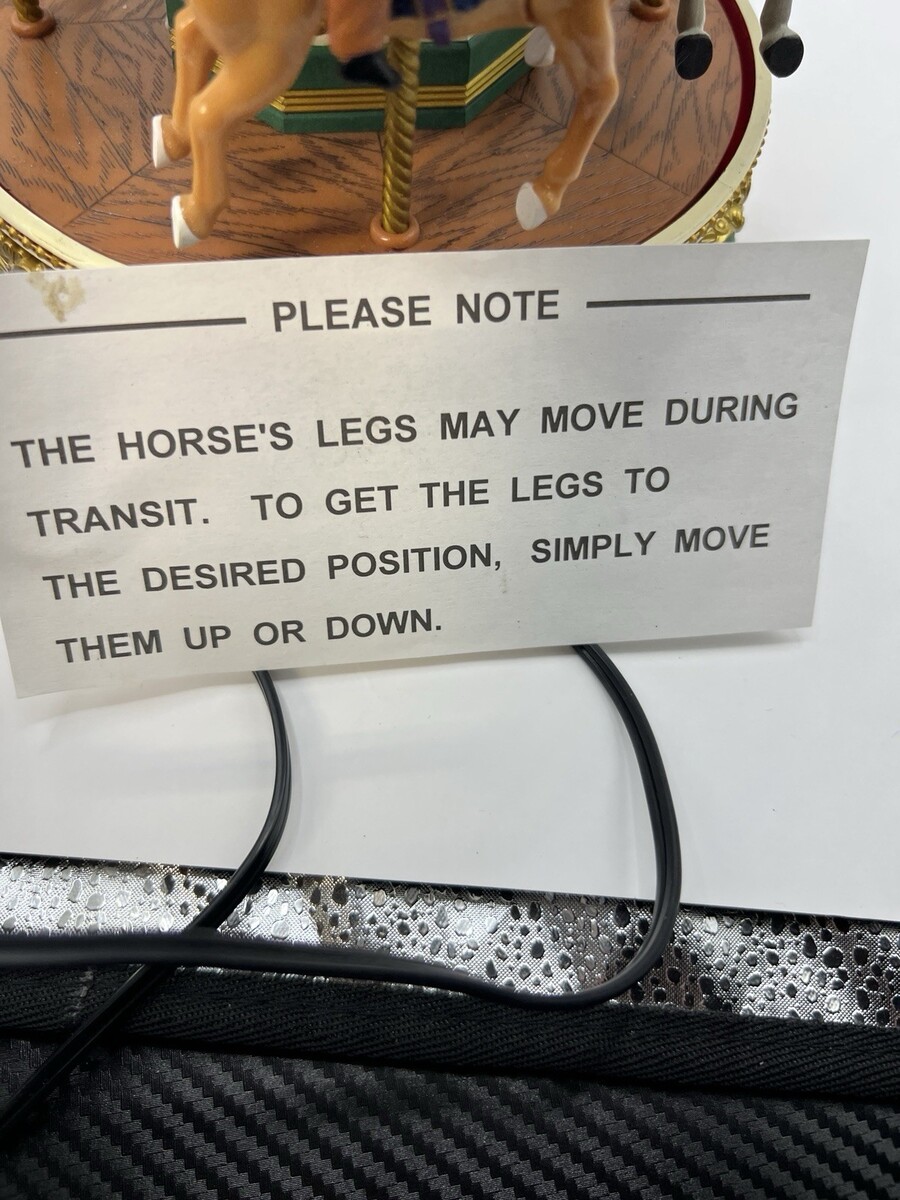 PLEASE NOTE
THE HORSE'S LEGS MAY MOVE DURING
TRANSIT. TO GET THE LEGS TO
THE DESIRED POSITION, SIMPLY MOVE
THEM UP OR DOWN.